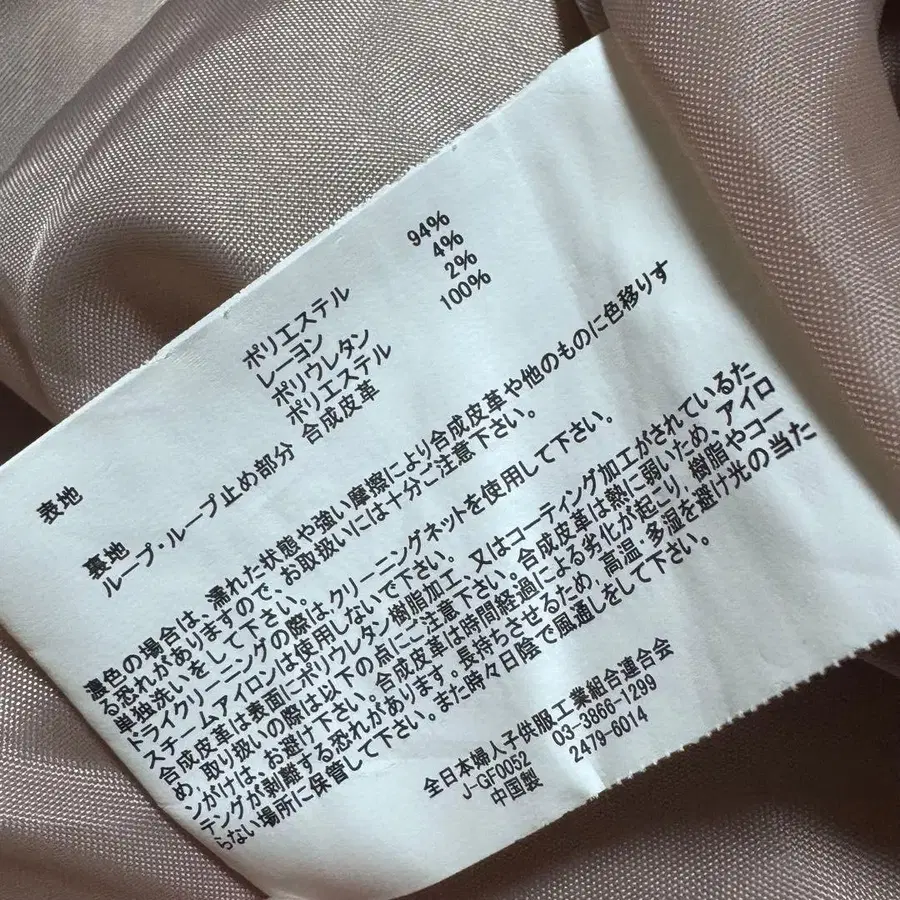 表地 ポリエステル 94%
レーヨン 4%
ポリウレタン 2%
裏地 ポリエステル 100%
ループ・ループ止め部分 合成皮革
濃色の場合は、濡れた状態や強い摩擦により合成皮革や他のものに色移りす
る恐れがありますので、お取扱いには十分ご注意下さい。
単独洗いをして下さい。
ドライクリーニングの際は、クリーニングネットを使用して下さい。
スチームアイロンは使用しないで下さい。
合成皮革は表面にポリウレタン樹脂加工、又はコーティング加工がされているた
め、取り扱いの際は以下の点にご注意下さい。合成皮革は熱に弱いため、アイロ
ンがけは、お避け下さい。合成皮革は時間経過による劣化が起こり、樹脂やコー
テングが剥離する恐れがあります。長持ちさせるため、高温・多湿を避け光の当た
らない場所に保管して下さい。また時々日陰で風通しをして下さい。
全日本婦人子供服工業組合連合会
J-GF0052 03-3866-1299
中国製 2479-6014